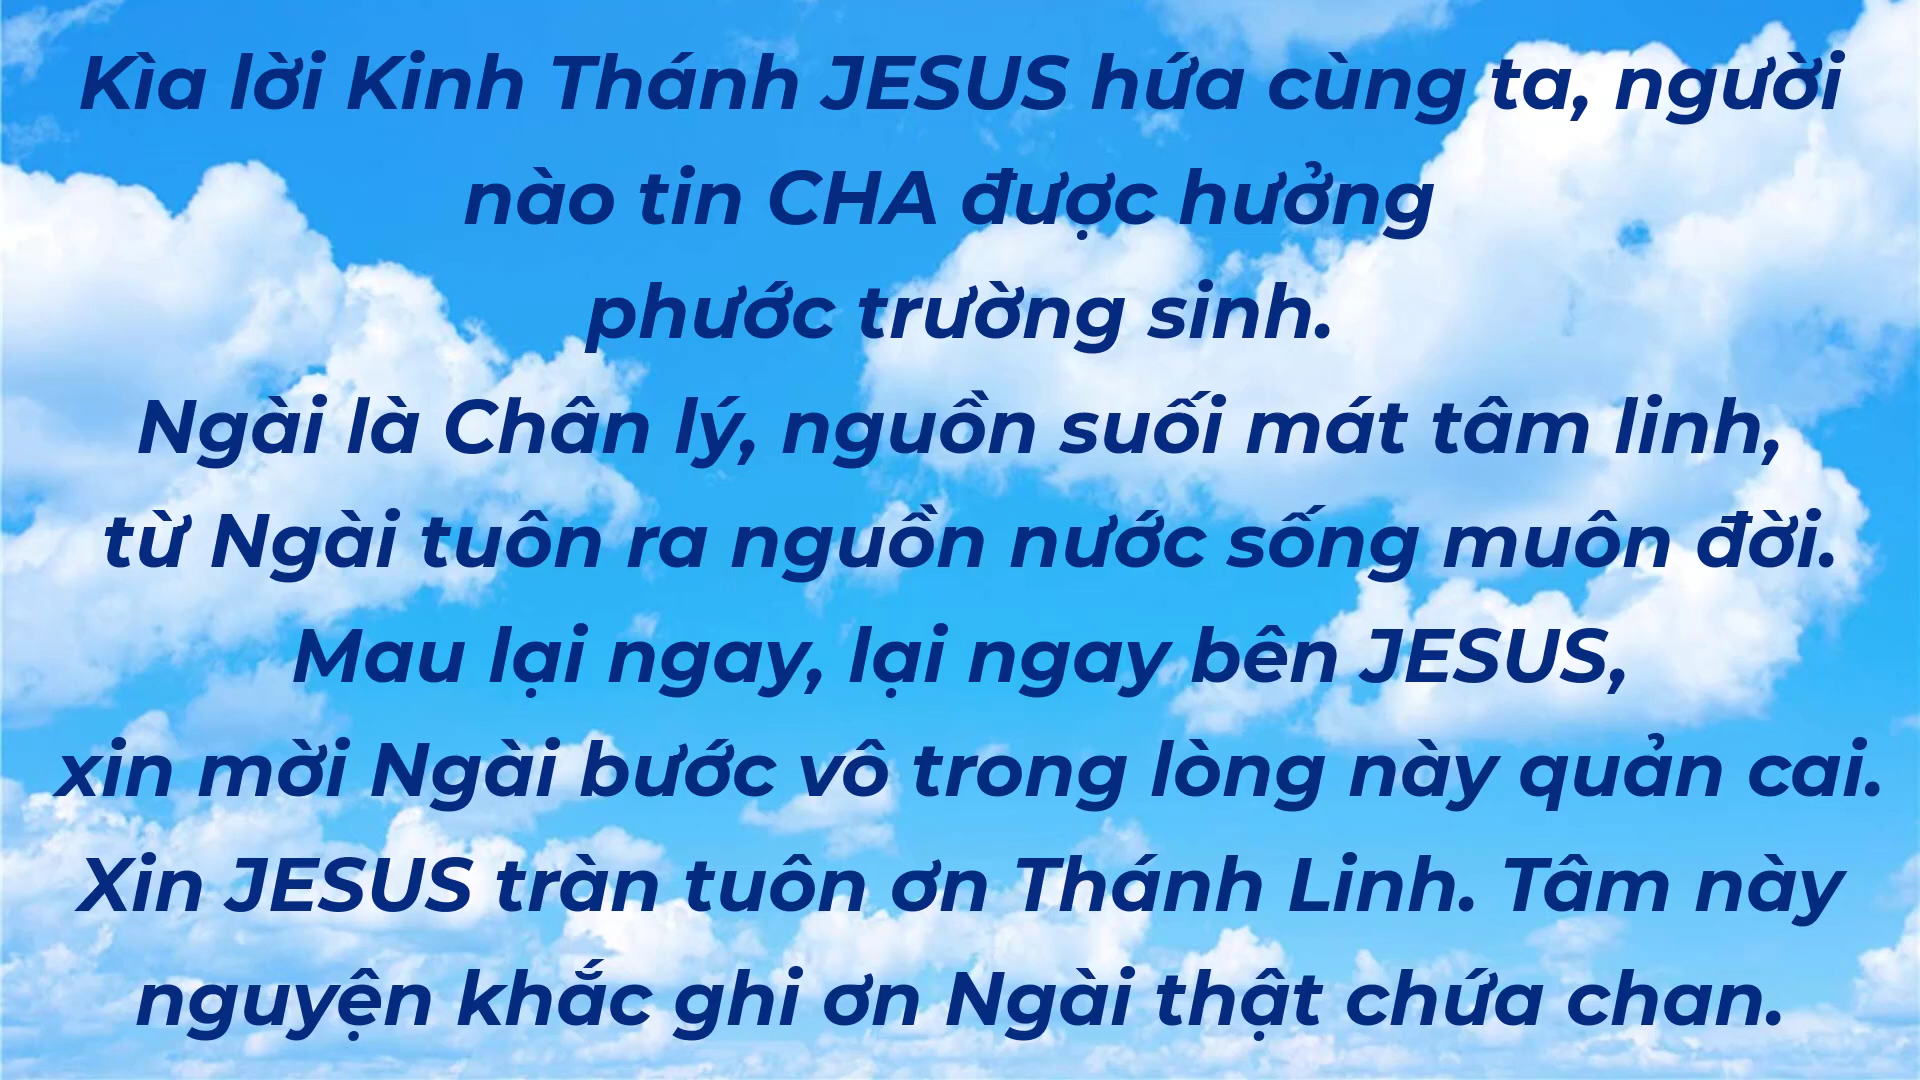 Kìa lời Kinh Thánh JESUS hứa cùng ta, người
nào tin CHA được hưởng
phước trường sinh.
Ngài là Chân lý, nguồn suối mát tâm linh,
từ Ngài tuôn ra nguồn nước sống muôn đời.
Mau lại ngay, lại ngay bên JESUS,
xin mời Ngài bước vô trong lòng này quản cai.
Xin JESUS tràn tuôn ơn Thánh Linh. Tâm này
nguyện khắc ghi ơn Ngài thật chứa chan.